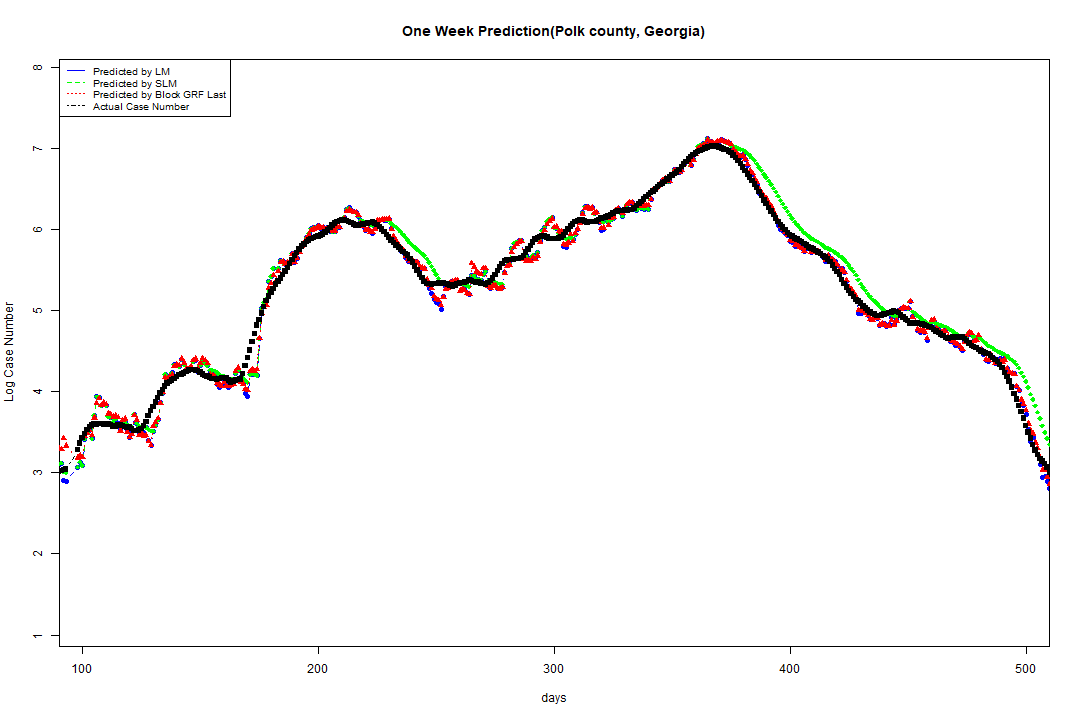 One Week Prediction(Polk county, Georgia)
Predicted by LM
Predicted by SLM
Predicted by Block GRF Last
Actual Case Number
8
7
6
5
4
3
2
1
Log Case Number
100 200 300 400 500
days